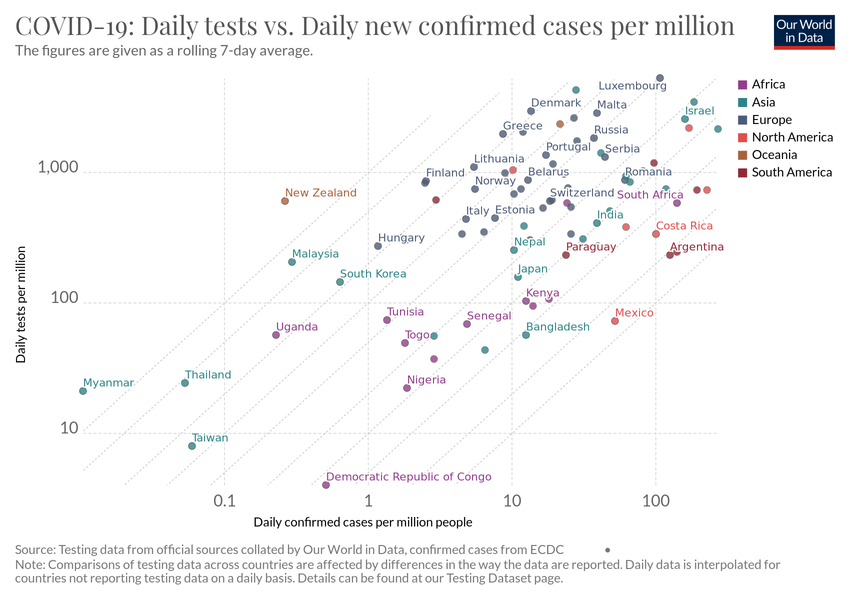 COVID-19: Daily tests vs. Daily new confirmed cases per million
The figures are given as a rolling 7-day average.
Our World
in Data
Africa
Asia
Europe
North America
Oceania
South America
Daily tests per million
1,000
100
10
Luxembourg
Denmark
Malta
Israel
Greece
Russia
Portugal
Serbia
Lithuania
Finland
Belarus
Romania
Norway
New Zealand
Switzerland
South Africa
Italy
Estonia
India
Costa Rica
Hungary
Nepal
Paraguay
Argentina
Malaysia
South Korea
Japan
Kenya
Tunisia
Senegal
Mexico
Uganda
Togo
Bangladesh
Myanmar
Thailand
Nigeria
Taiwan
Democratic Republic of Congo
0.1
1
10
100
Daily confirmed cases per million people
Source: Testing data from official sources collated by Our World in Data, confirmed cases from ECDC
Note: Comparisons of testing data across countries are affected by differences in the way the data are reported. Daily data is interpolated for
countries not reporting testing data on a daily basis. Details can be found at our Testing Dataset page.